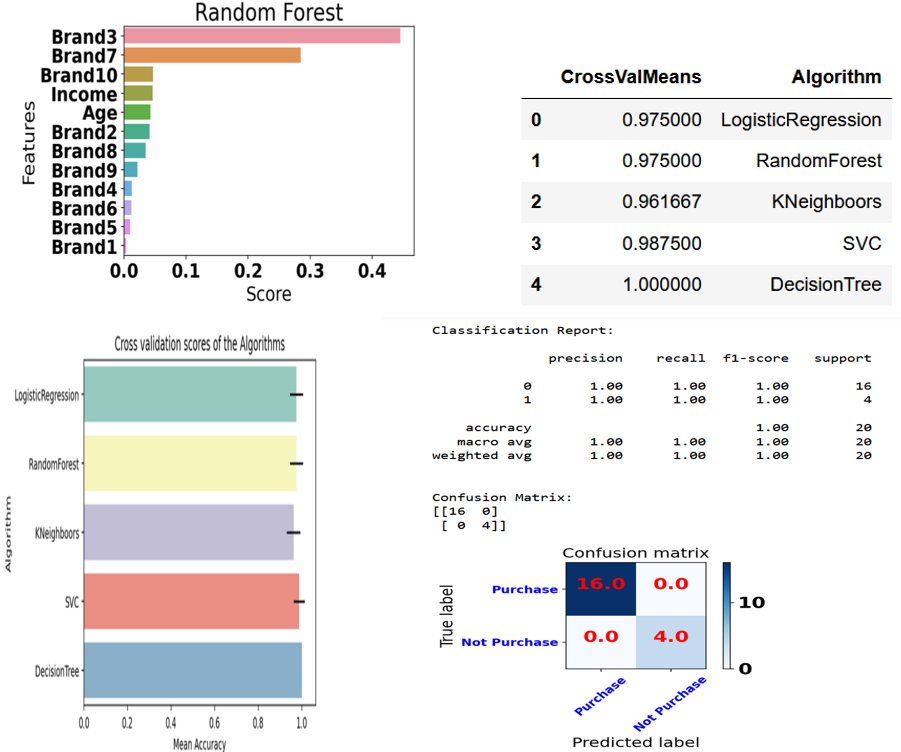 Random Forest
Features
Brand3
Brand7
Brand10
Income
Age
Brand2
Brand8
Brand9
Brand4
Brand6
Brand5
Brand1
0.0 0.1 0.2 0.3 0.4
Score
CrossValMeans Algorithm
0 0.975000 LogisticRegression
1 0.975000 RandomForest
2 0.961667 KNeighboors
3 0.987500 SVC
4 1.000000 DecisionTree
Cross validation scores of the Algorithms
Algorithm
LogisticRegression
RandomForest
KNeighboors
SVC
DecisionTree
0.0 0.2 0.4 0.6 0.8 1.0
Mean Accuracy
Classification Report:
precision recall f1-score support
0 1.00 1.00 1.00 16
1 1.00 1.00 1.00 4
accuracy 1.00 20
macro avg 1.00 1.00 1.00 20
weighted avg 1.00 1.00 1.00 20
Confusion Matrix:
[[16 0]
[ 0 4]]
Confusion matrix
True label
Purchase 16.0 0.0
Not Purchase 0.0 4.0
10
0
Purchase Not Purchase
Predicted label